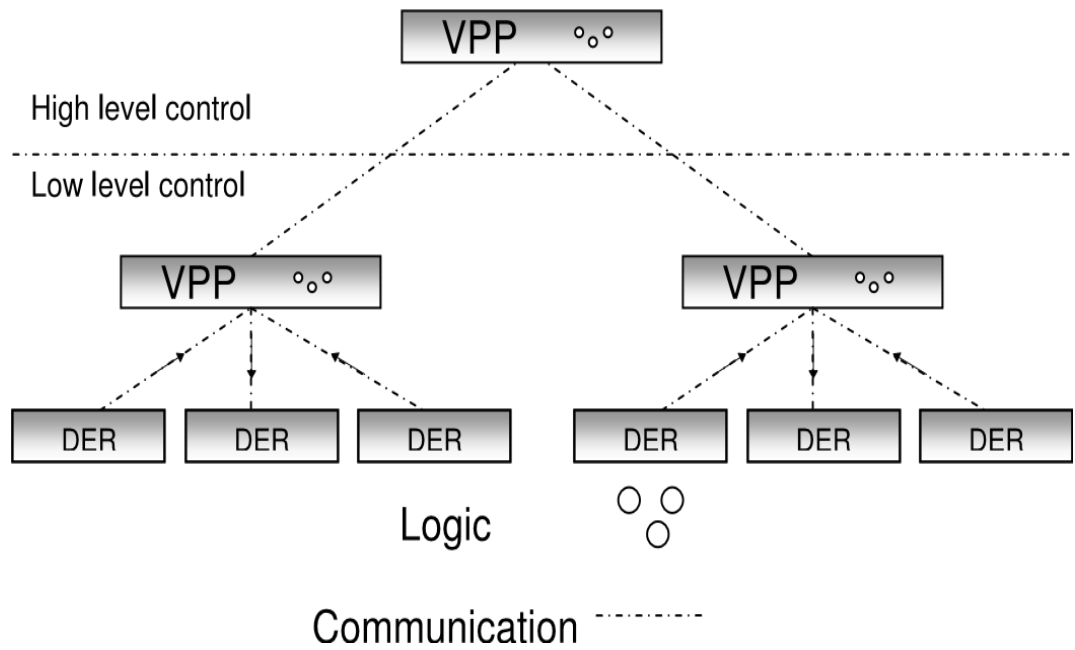 VPP
High level control
Low level control
VPP VPP
DER DER DER DER DER DER
Logic
Communication